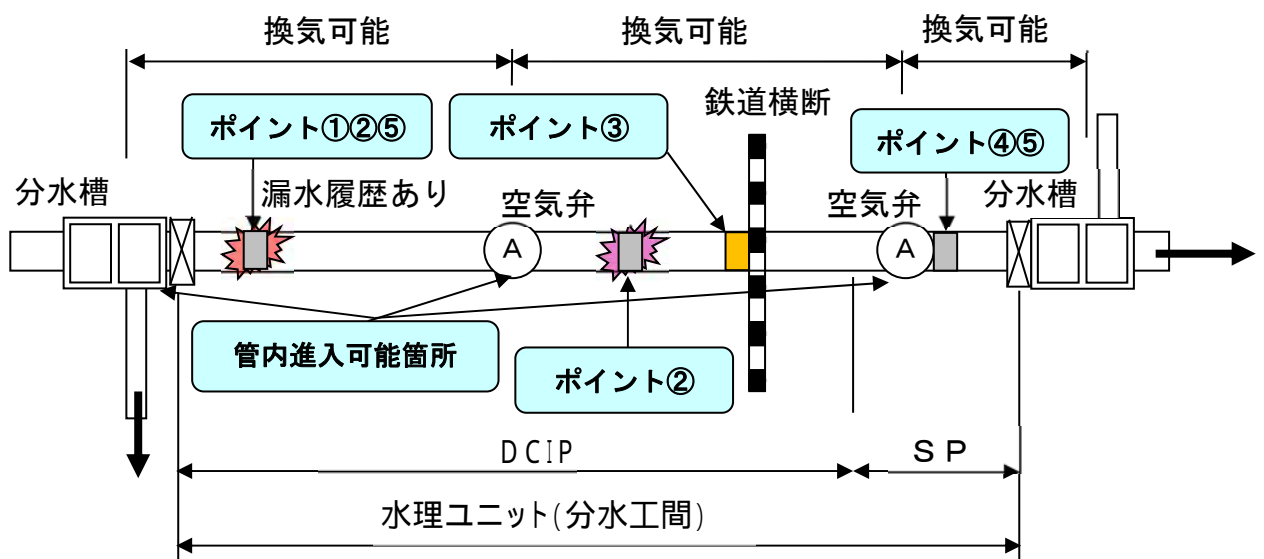 換気可能
換気可能
換気可能
鉄道横断
ポイント①②⑤
ポイント③
ポイント④⑤
分水槽
漏水履歴あり
空気弁
空気弁
分水槽
A
A
管内進入可能箇所
ポイント②
DCIP
ＳＰ
水理ユニット(分水工間)